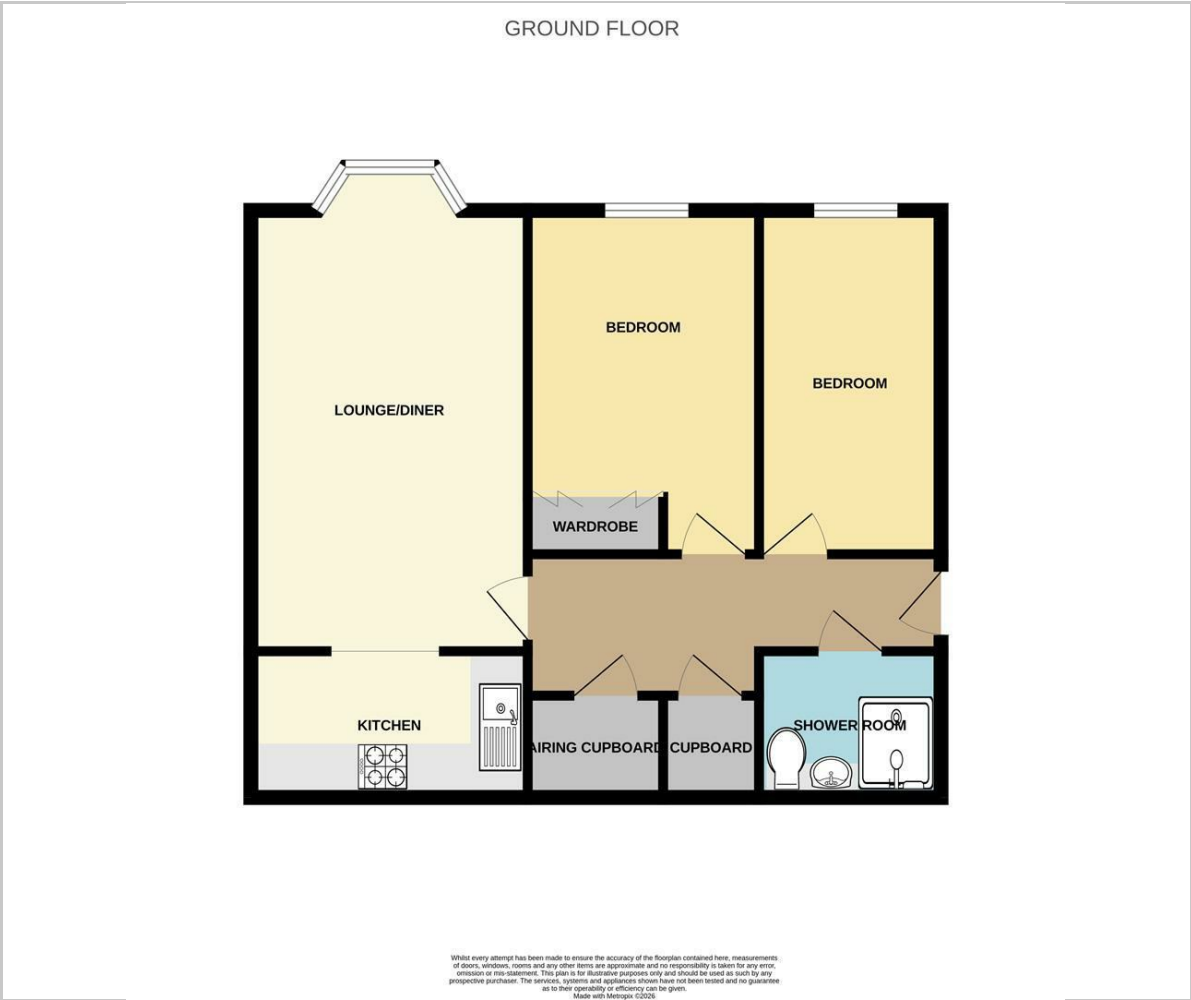 GROUND FLOOR
BEDROOM
BEDROOM
LOUNGE/DINER
WARDROBE
KITCHEN
SHOWER ROOM
AIRING CUPBOARD
CUPBOARD
Whilst every attempt has been made to ensure the accuracy of the floorplan contained here, measurements
of doors, windows, rooms and any other items are approximate and no responsibility is taken for any error,
omission or mis-statement. This plan is for illustrative purposes only and should be used as such by any
prospective purchaser. The services, systems and appliances shown have not been tested and no guarantee
as to their operability or efficiency can be given.
Made with Metropix ©2026